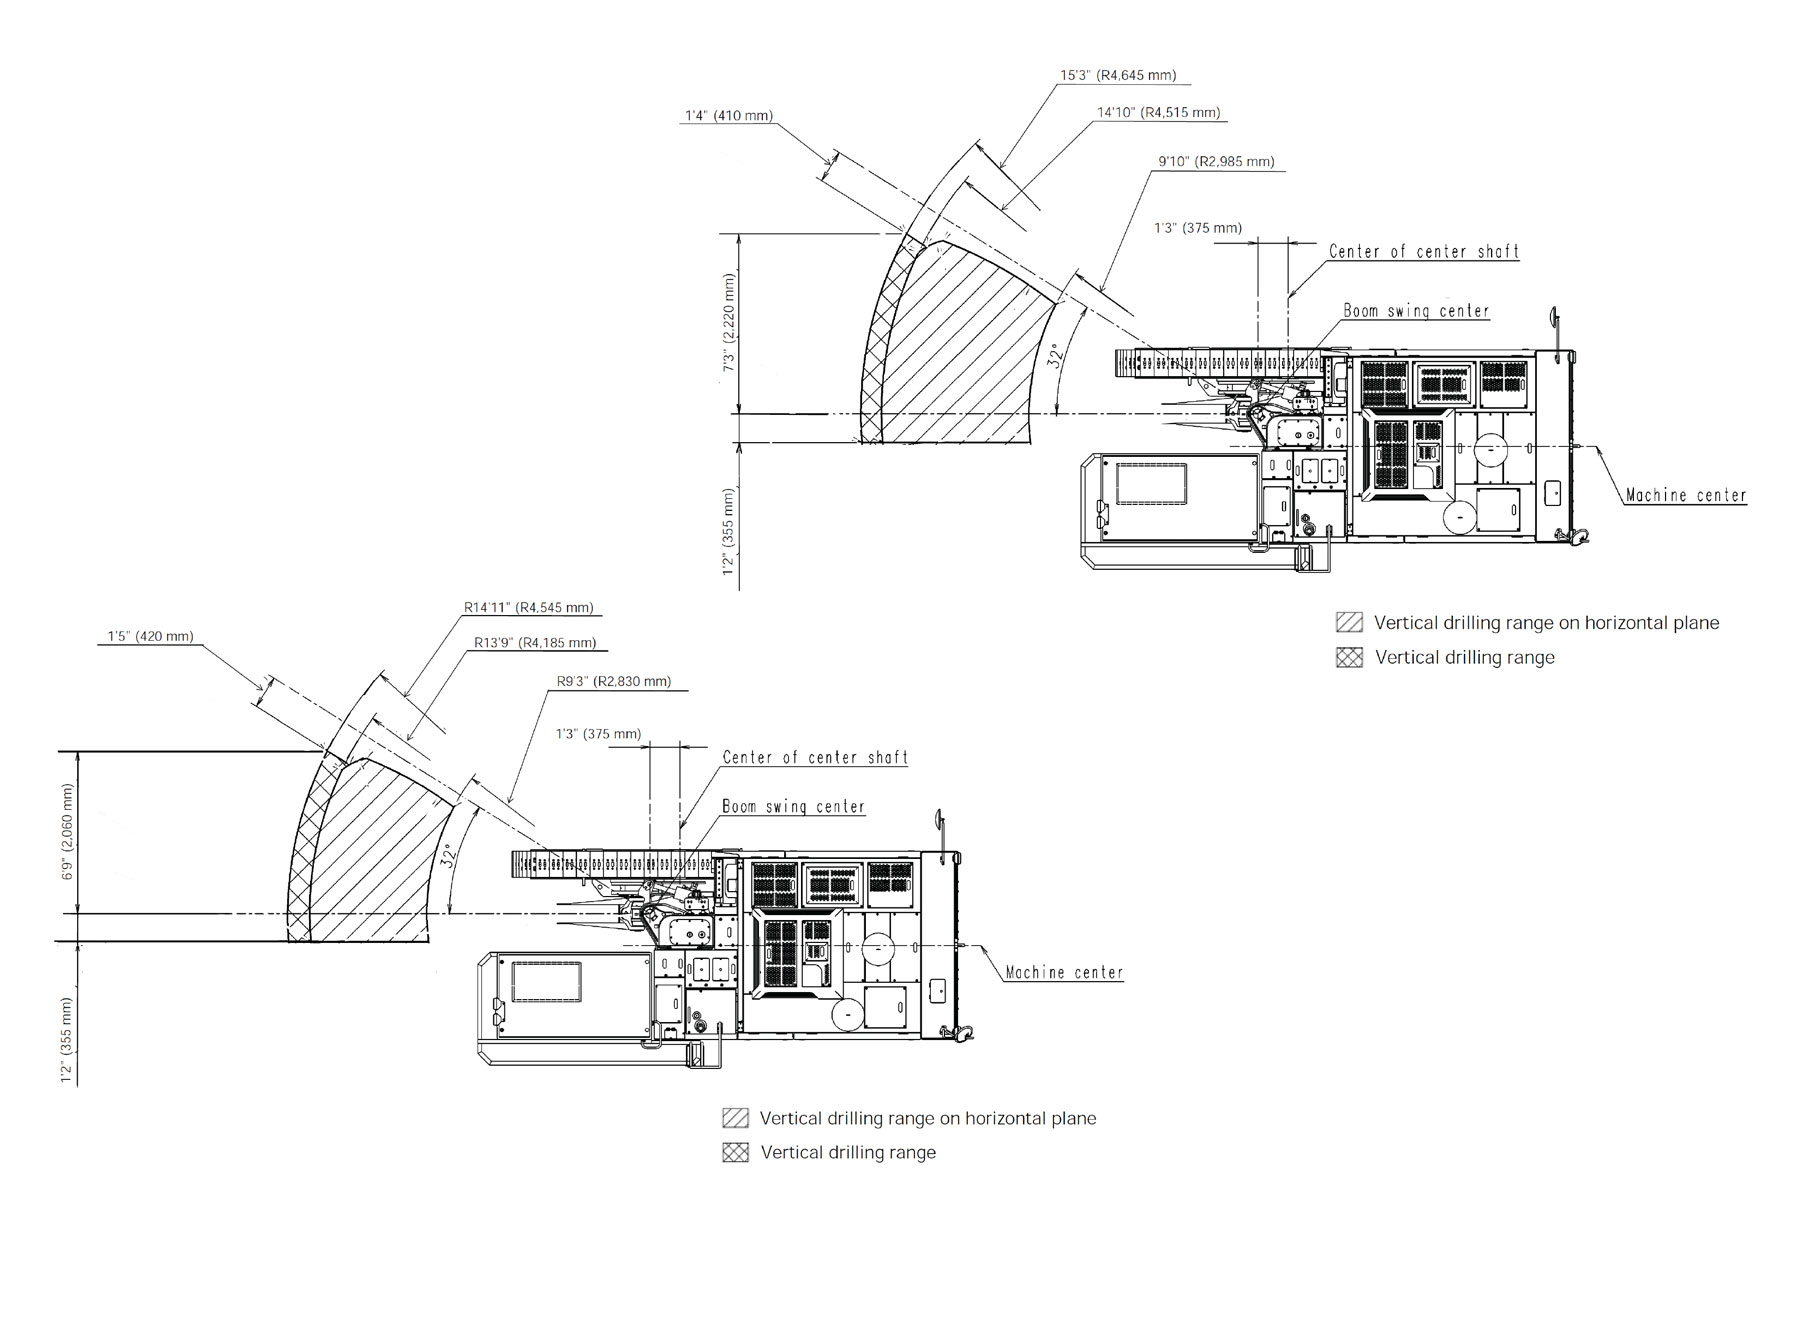 15'3" (R4,645 mm)
1'4" (410 mm)
14'10" (R4,515 mm)
9'10" (R2,985 mm)
1'3" (375 mm)
Center of center shaft
7'3" (2,220 mm)
Boom swing center
32°
Machine center
1'2" (355 mm)
Vertical drilling range on horizontal plane
Vertical drilling range
R14'11" (R4,545 mm)
1'5" (420 mm)
R13'9" (R4,185 mm)
R9'3" (R2,830 mm)
1'3" (375 mm)
Center of center shaft
6'9" (2,060 mm)
Boom swing center
32°
Machine center
1'2" (355 mm)
Vertical drilling range on horizontal plane
Vertical drilling range